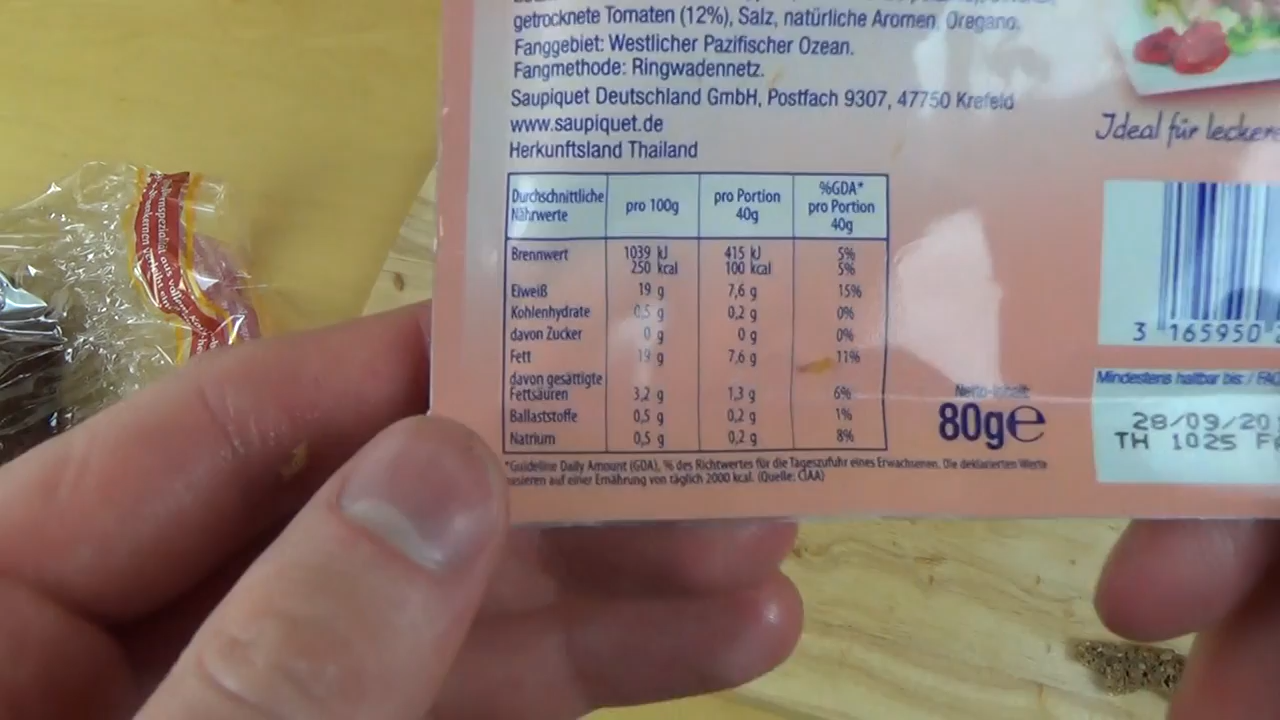 getrocknete Tomaten (12%), Salz, natürliche Aromen, Oregano.
Fanggebiet: Westlicher Pazifischer Ozean.
Fangmethode: Ringwadennetz.
Saupiquet Deutschland GmbH, Postfach 9307, 47750 Krefeld
www.saupiquet.de
Herkunftsland Thailand
Durchschnittliche Nährwerte pro 100g pro Portion 40g %GDA* pro Portion 40g
Brennwert 1039 kJ 415 kJ 5%
250 kcal 100 kcal 5%
Eiweiß 19 g 7,6 g 15%
Kohlenhydrate 0,5 g 0,2 g 0%
davon Zucker 0 g 0 g 0%
Fett 19 g 7,6 g 11%
davon gesättigte
Fettsäuren 3,2 g 1,3 g 6%
Ballaststoffe 0,5 g 0,2 g 1%
Natrium 0,5 g 0,2 g 8%
*Guideline Daily Amount (GDA), % des Richtwertes für die Tageszufuhr eines Erwachsenen. Die deklarierten Werte
basieren auf einer Ernährung von täglich 2000 kcal. (Quelle: CIAA)
Netto-Inhalt:
80g e
Ideal für
3 165950
Mindestens haltbar bis:
28/09/20
TH 1025
aus vollem